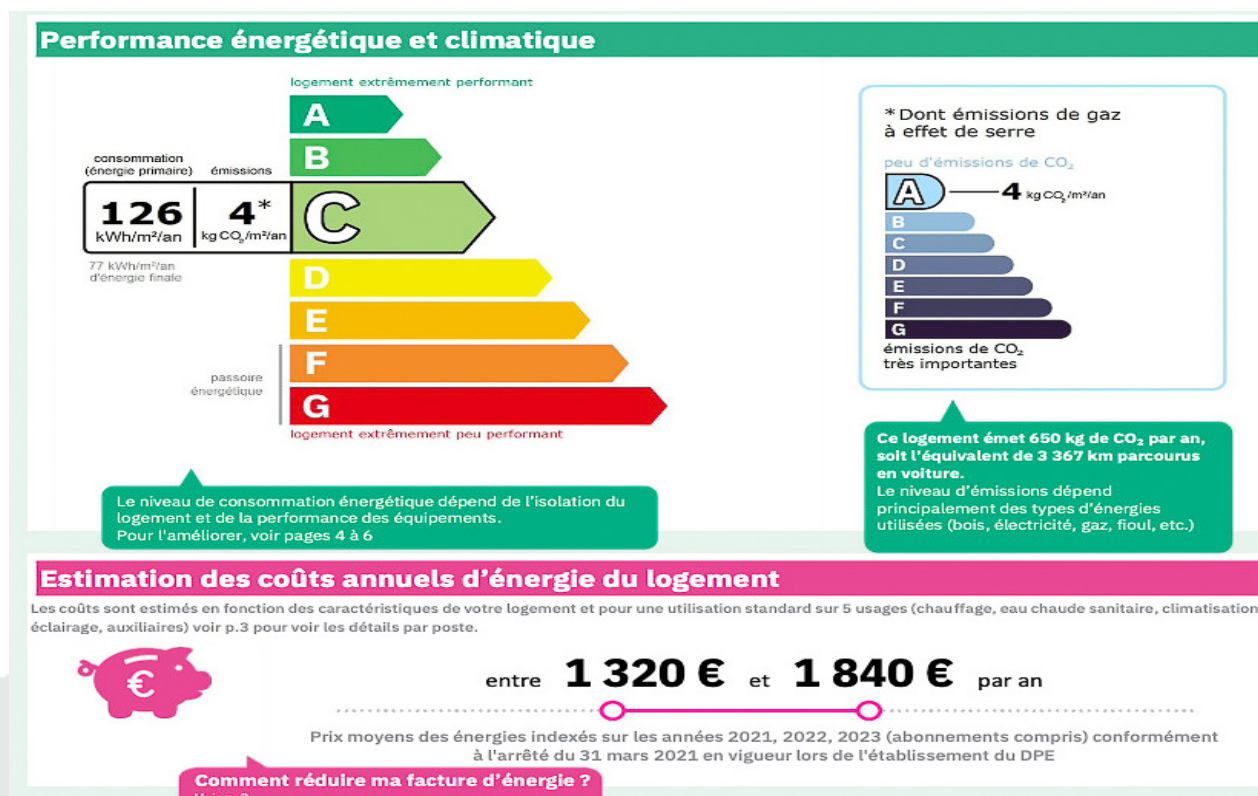 Performance énergétique et climatique
logement extrêmement performant
A
B
consommation
(énergie primaire)
émissions
126
kWh/m²/an
4*
kg CO₂/m²/an
C
77 kWh/m²/an
d'énergie finale
D
E
F
passoire
énergétique
G
logement extrêmement peu performant
Le niveau de consommation énergétique dépend de l'isolation du
logement et de la performance des équipements.
Pour l'améliorer, voir pages 4 à 6
*Dont émissions de gaz
à effet de serre
peu d'émissions de CO₂
A
4 kg CO₂/m²/an
B
C
D
E
F
G
émissions de CO₂
très importantes
Ce logement émet 650 kg de CO₂ par an,
soit l'équivalent de 3 367 km parcourus
en voiture.
Le niveau d'émissions dépend
principalement des types d'énergies
utilisées (bois, électricité, gaz, fioul, etc.)
Estimation des coûts annuels d'énergie du logement
Les coûts sont estimés en fonction des caractéristiques de votre logement et pour une utilisation standard sur 5 usages (chauffage, eau chaude sanitaire, climatisation
éclairage, auxiliaires) voir p.3 pour voir les détails par poste.
€
entre 1 320 € et 1 840 € par an
Prix moyens des énergies indexés sur les années 2021, 2022, 2023 (abonnements compris) conformément
à l'arrêté du 31 mars 2021 en vigueur lors de l'établissement du DPE
Comment réduire ma facture d'énergie ?